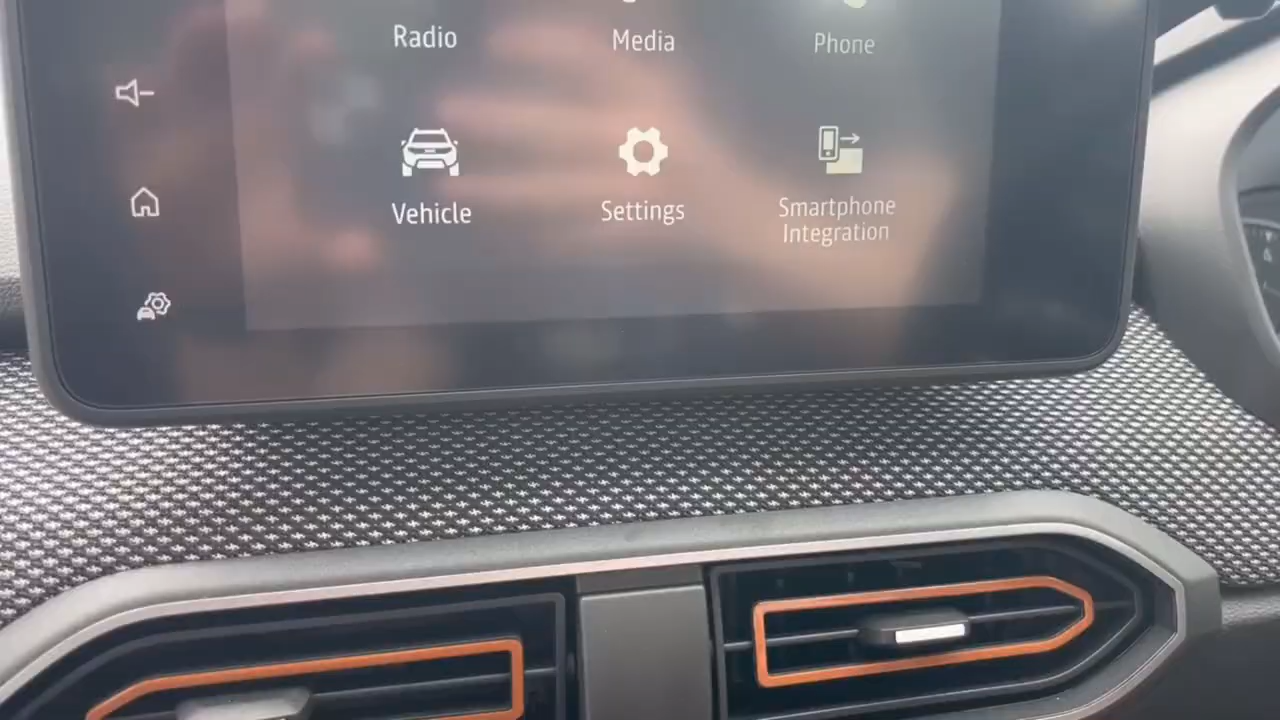 Radio
Media
Phone
Vehicle
Settings
Smartphone
Integration